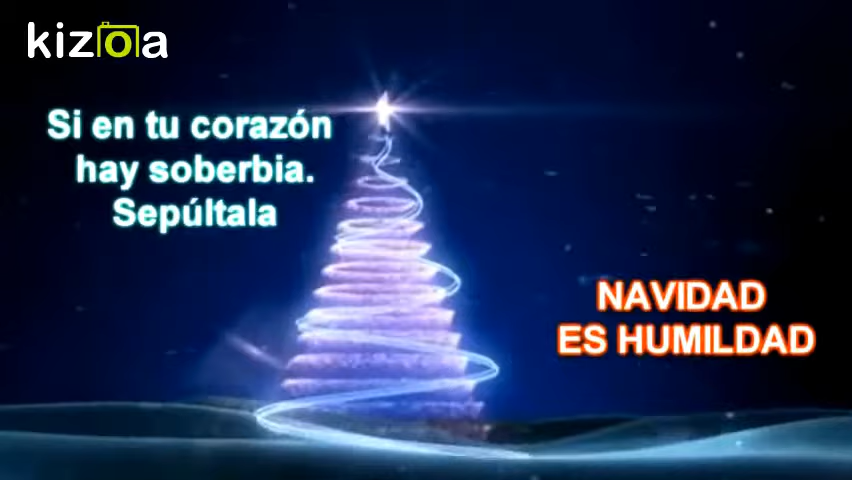 kizoa
Si en tu corazón
hay soberbia.
Sepúltala
NAVIDAD
ES HUMILDAD